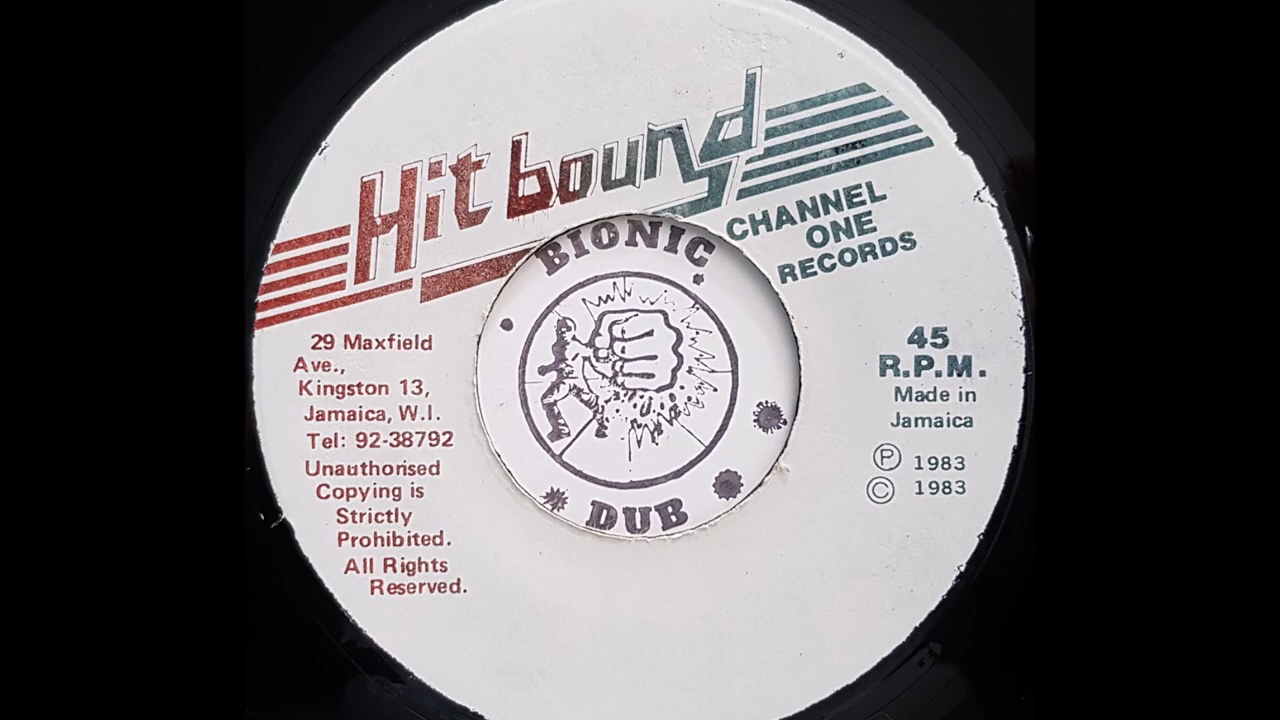 Hit bound
CHANNEL
ONE
RECORDS
BIONIC
DUB
29 Maxfield
Ave.,
Kingston 13,
Jamaica, W.I.
Tel: 92-38792
Unauthorised
Copying is
Strictly
Prohibited.
All Rights
Reserved.
45
R.P.M.
Made in
Jamaica
Ⓟ 1983
Ⓒ 1983